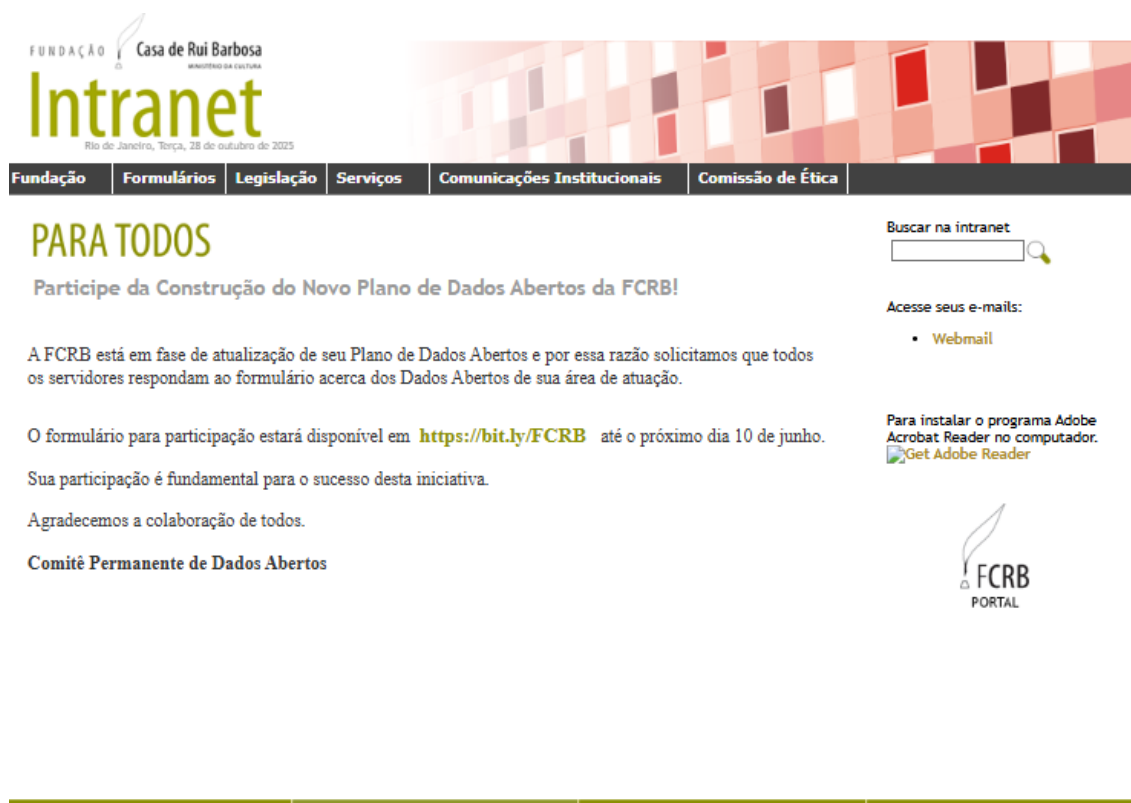 FUNDAÇÃO Casa de Rui Barbosa
MINISTÉRIO DA CULTURA
Intranet
Rio de Janeiro, Terça, 28 de outubro de 2025
Fundação Formulários Legislação Serviços Comunicações Institucionais Comissão de Ética
PARA TODOS
Participe da Construção do Novo Plano de Dados Abertos da FCRB!
A FCRB está em fase de atualização de seu Plano de Dados Abertos e por essa razão solicitamos que todos
os servidores respondam ao formulário acerca dos Dados Abertos de sua área de atuação.
O formulário para participação estará disponível em https://bit.ly/FCRB até o próximo dia 10 de junho.
Sua participação é fundamental para o sucesso desta iniciativa.
Agradecemos a colaboração de todos.
Comitê Permanente de Dados Abertos
Buscar na intranet
Acesse seus e-mails:
Webmail
Para instalar o programa Adobe
Acrobat Reader no computador.
Get Adobe Reader
FCRB
PORTAL